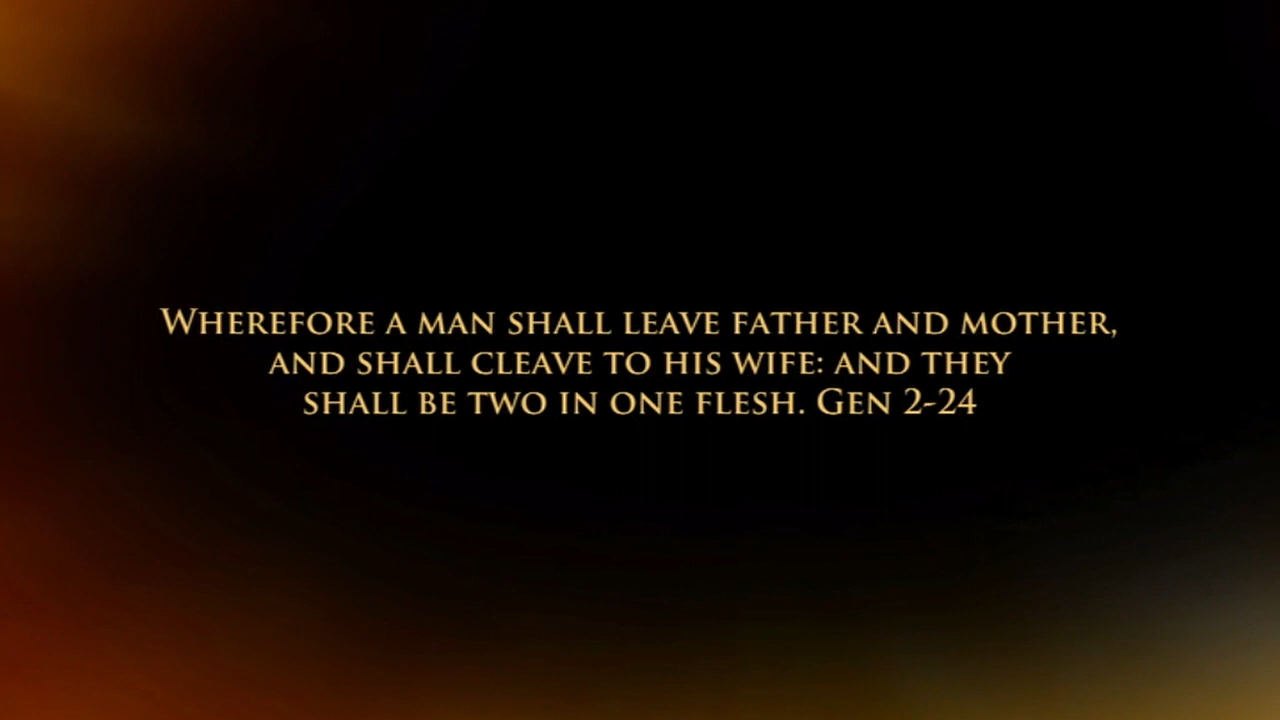 Wherefore a man shall leave father and mother,
and shall cleave to his wife: and they
shall be two in one flesh. Gen 2-24